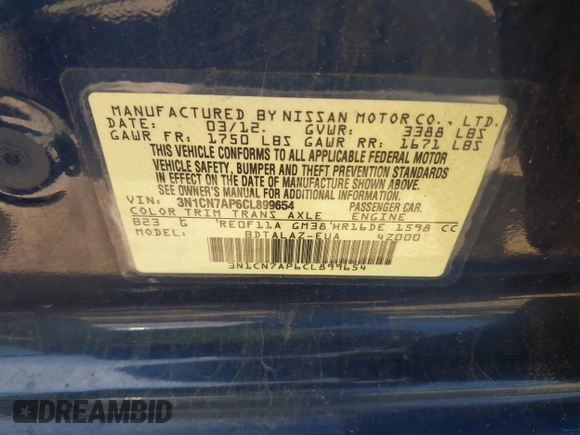 MANUFACTURED BY NISSAN MOTOR CO., LTD.
DATE: 03/12. GVWR: 3388 LBS
GAWR FR: 1750 LBS GAWR RR: 1671 LBS
THIS VEHICLE CONFORMS TO ALL APPLICABLE FEDERAL MOTOR
VEHICLE SAFETY, BUMPER AND THEFT PREVENTION STANDARDS
IN EFFECT ON THE DATE OF MANUFACTURE SHOWN ABOVE.
SEE OWNER'S MANUAL FOR ADDITIONAL INFORMATION.
VIN: 3N1CN7AP6CL899654 PASSENGER CAR
COLOR TRIM TRANS AXLE ENGINE
B23 G RE0F11A GM38 HR16DE 1598 CC
MODEL: BDTALAZ-EUA 4Z000
3N1CN7AP6CL899654
DREAMBID